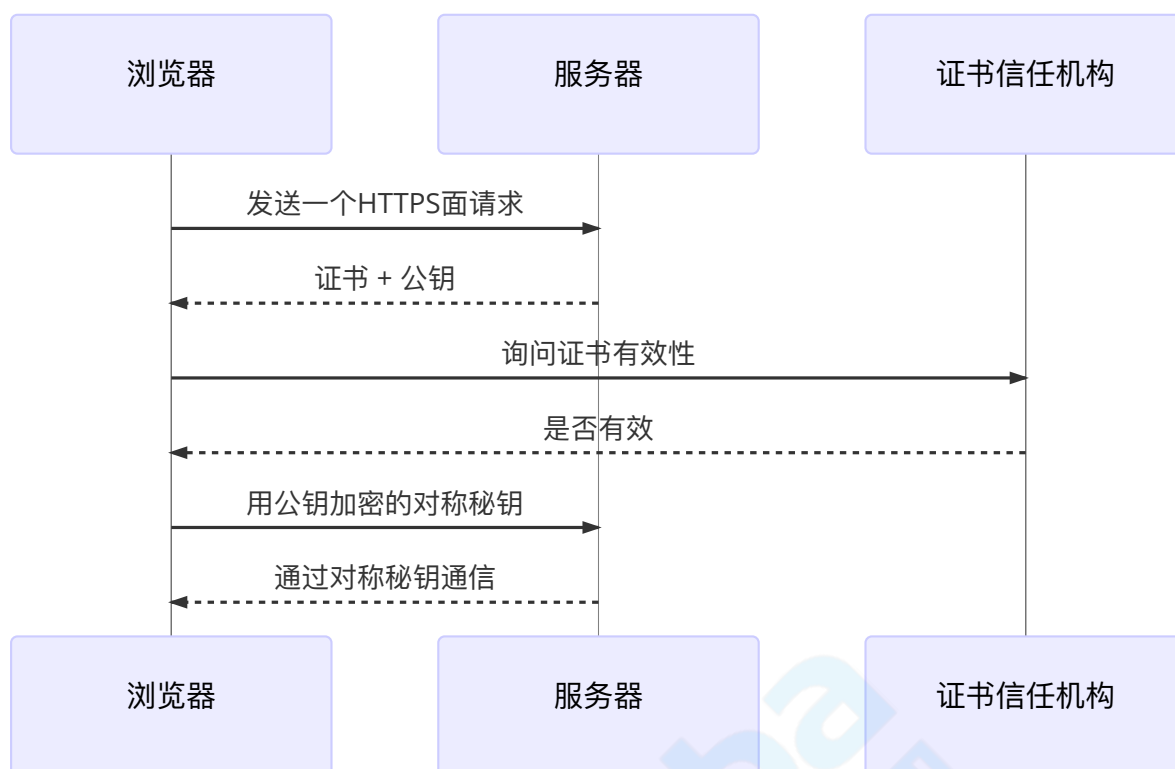 浏览器
服务器
证书信任机构
发送一个HTTPS面请求
证书 + 公钥
询问证书有效性
是否有效
用公钥加密的对称秘钥
通过对称秘钥通信
浏览器
服务器
证书信任机构